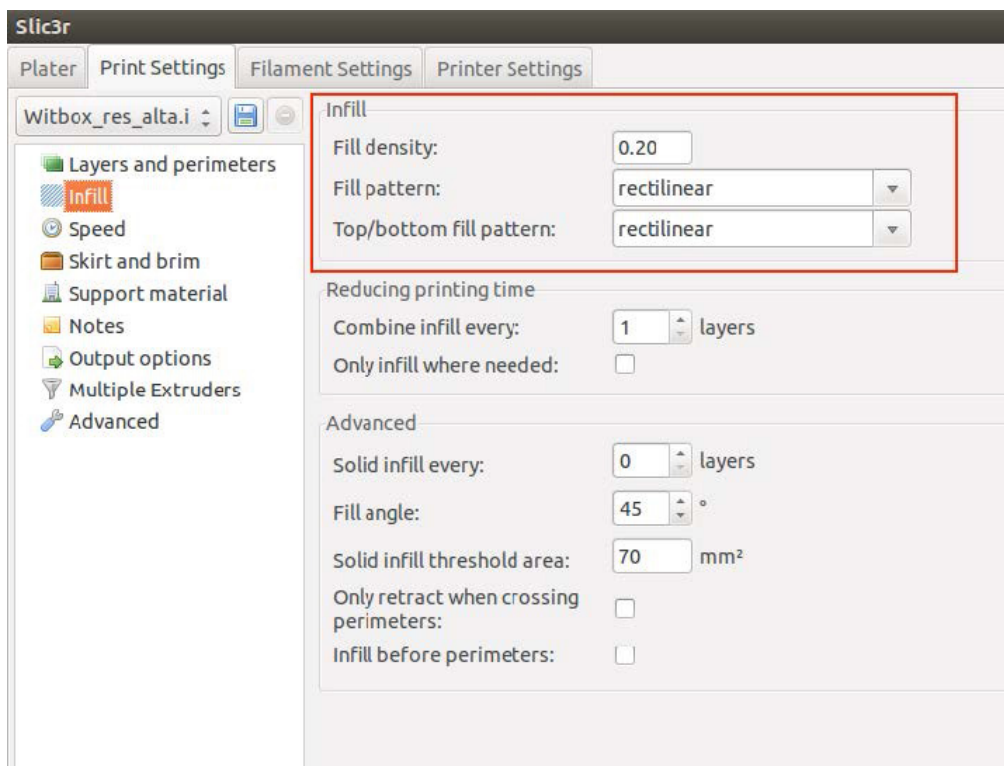 Slic3r
Plater Print Settings Filament Settings Printer Settings
Witbox_res_alta.i
Layers and perimeters
Infill
Speed
Skirt and brim
Support material
Notes
Output options
Multiple Extruders
Advanced
Infill
Fill density: 0.20
Fill pattern: rectilinear
Top/bottom fill pattern: rectilinear
Reducing printing time
Combine infill every: 1 layers
Only infill where needed:
Advanced
Solid infill every: 0 layers
Fill angle: 45 °
Solid infill threshold area: 70 mm²
Only retract when crossing
perimeters:
Infill before perimeters: